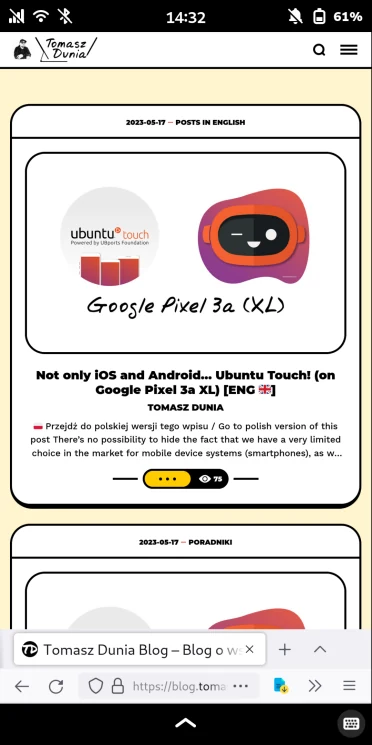 14:32
61%
Tomasz
Dunia
2023-05-17 — POSTS IN ENGLISH
ubuntu touch
Powered by UBports Foundation
Google Pixel 3a (XL)
Not only iOS and Android... Ubuntu Touch! (on
Google Pixel 3a XL) [ENG 🇬🇧]
TOMASZ DUNIA
🇵🇱 Przejdź do polskiej wersji tego wpisu / Go to polish version of this
post There's no possibility to hide the fact that we have a very limited
choice in the market for mobile device systems (smartphones), as w...
75
2023-05-17 — PORADNIKI
Tomasz Dunia Blog – Blog o w
https://blog.toma